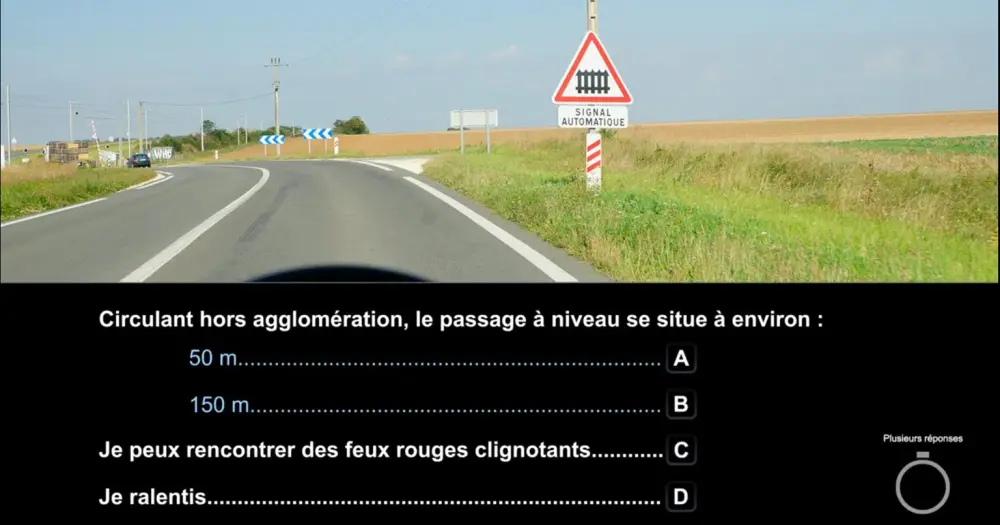 SIGNAL
AUTOMATIQUE
Circulant hors agglomération, le passage à niveau se situe à environ :
50 m.................................................................... A
150 m.................................................................. B
Je peux rencontrer des feux rouges clignotants............ C
Je ralentis......................................................................... D
Plusieurs réponses